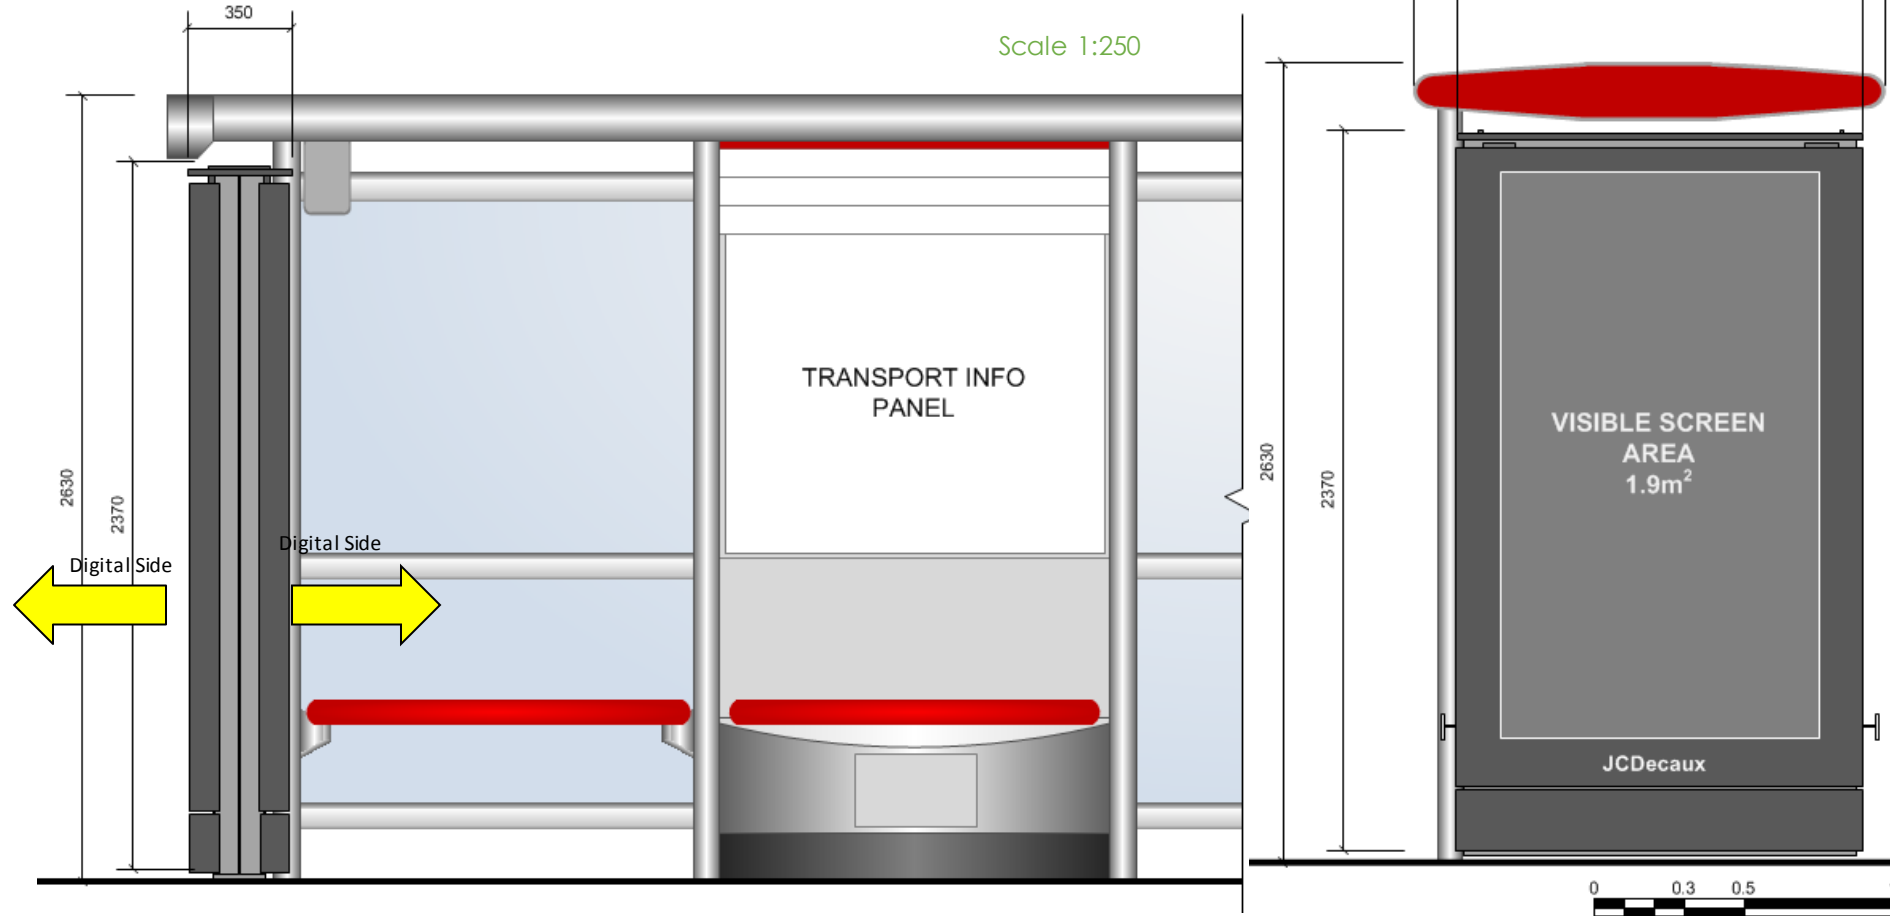 350
Scale 1:250
2630
2370
Digital Side
Digital Side
TRANSPORT INFO
PANEL
2630
2370
VISIBLE SCREEN
AREA
1.9m²
JCDecaux
0 0.3 0.5